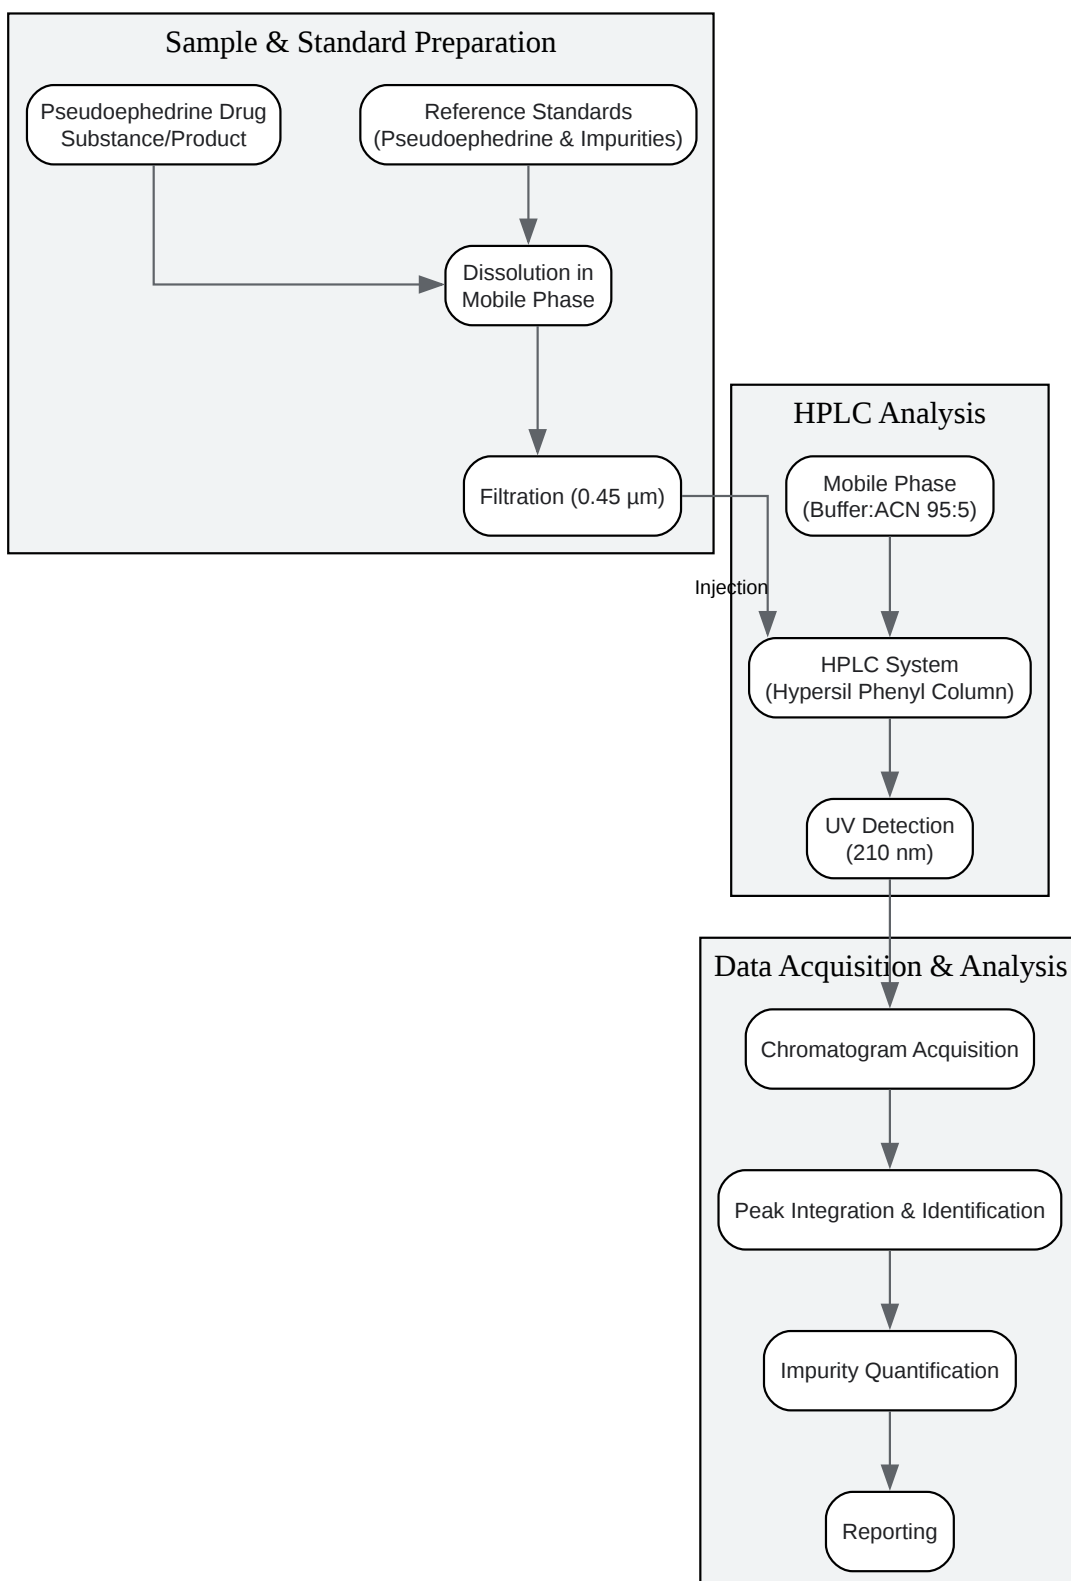 Sample & Standard Preparation
Pseudoephedrine Drug
Substance/Product
Reference Standards
(Pseudoephedrine & Impurities)
Dissolution in
Mobile Phase
Filtration (0.45 µm)
Injection
HPLC Analysis
Mobile Phase
(Buffer:ACN 95:5)
HPLC System
(Hypersil Phenyl Column)
UV Detection
(210 nm)
Data Acquisition & Analysis
Chromatogram Acquisition
Peak Integration & Identification
Impurity Quantification
Reporting